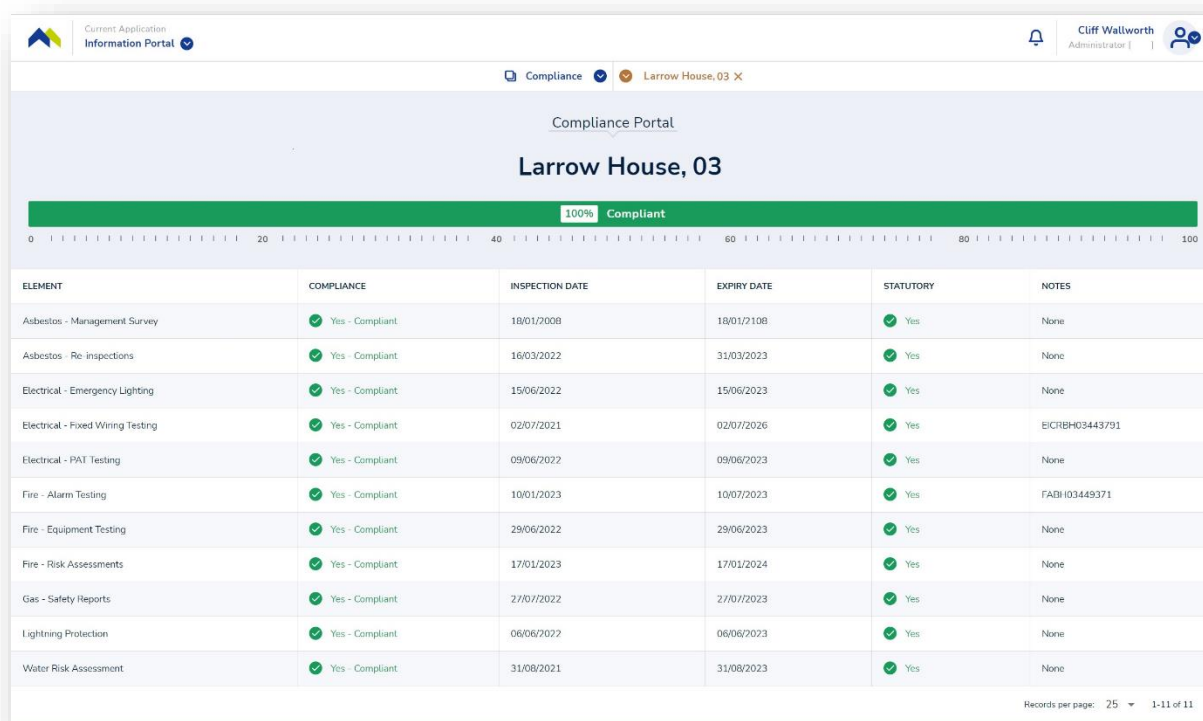 Current Application
Information Portal
Cliff Wallworth
Administrator [ ]
Compliance Larrow House, 03 ×
Compliance Portal
Larrow House, 03
100% Compliant
0 20 40 60 80 100
ELEMENT COMPLIANCE INSPECTION DATE EXPIRY DATE STATUTORY NOTES
Asbestos - Management Survey Yes - Compliant 18/01/2008 18/01/2108 Yes None
Asbestos - Re-inspections Yes - Compliant 16/03/2022 31/03/2023 Yes None
Electrical - Emergency Lighting Yes - Compliant 15/06/2022 15/06/2023 Yes None
Electrical - Fixed Wiring Testing Yes - Compliant 02/07/2021 02/07/2026 Yes EICRBH03443791
Electrical - PAT Testing Yes - Compliant 09/06/2022 09/06/2023 Yes None
Fire - Alarm Testing Yes - Compliant 10/01/2023 10/07/2023 Yes FABH03449371
Fire - Equipment Testing Yes - Compliant 29/06/2022 29/06/2023 Yes None
Fire - Risk Assessments Yes - Compliant 17/01/2023 17/01/2024 Yes None
Gas - Safety Reports Yes - Compliant 27/07/2022 27/07/2023 Yes None
Lightning Protection Yes - Compliant 06/06/2022 06/06/2023 Yes None
Water Risk Assessment Yes - Compliant 31/08/2021 31/08/2023 Yes None
Records per page: 25 1-11 of 11